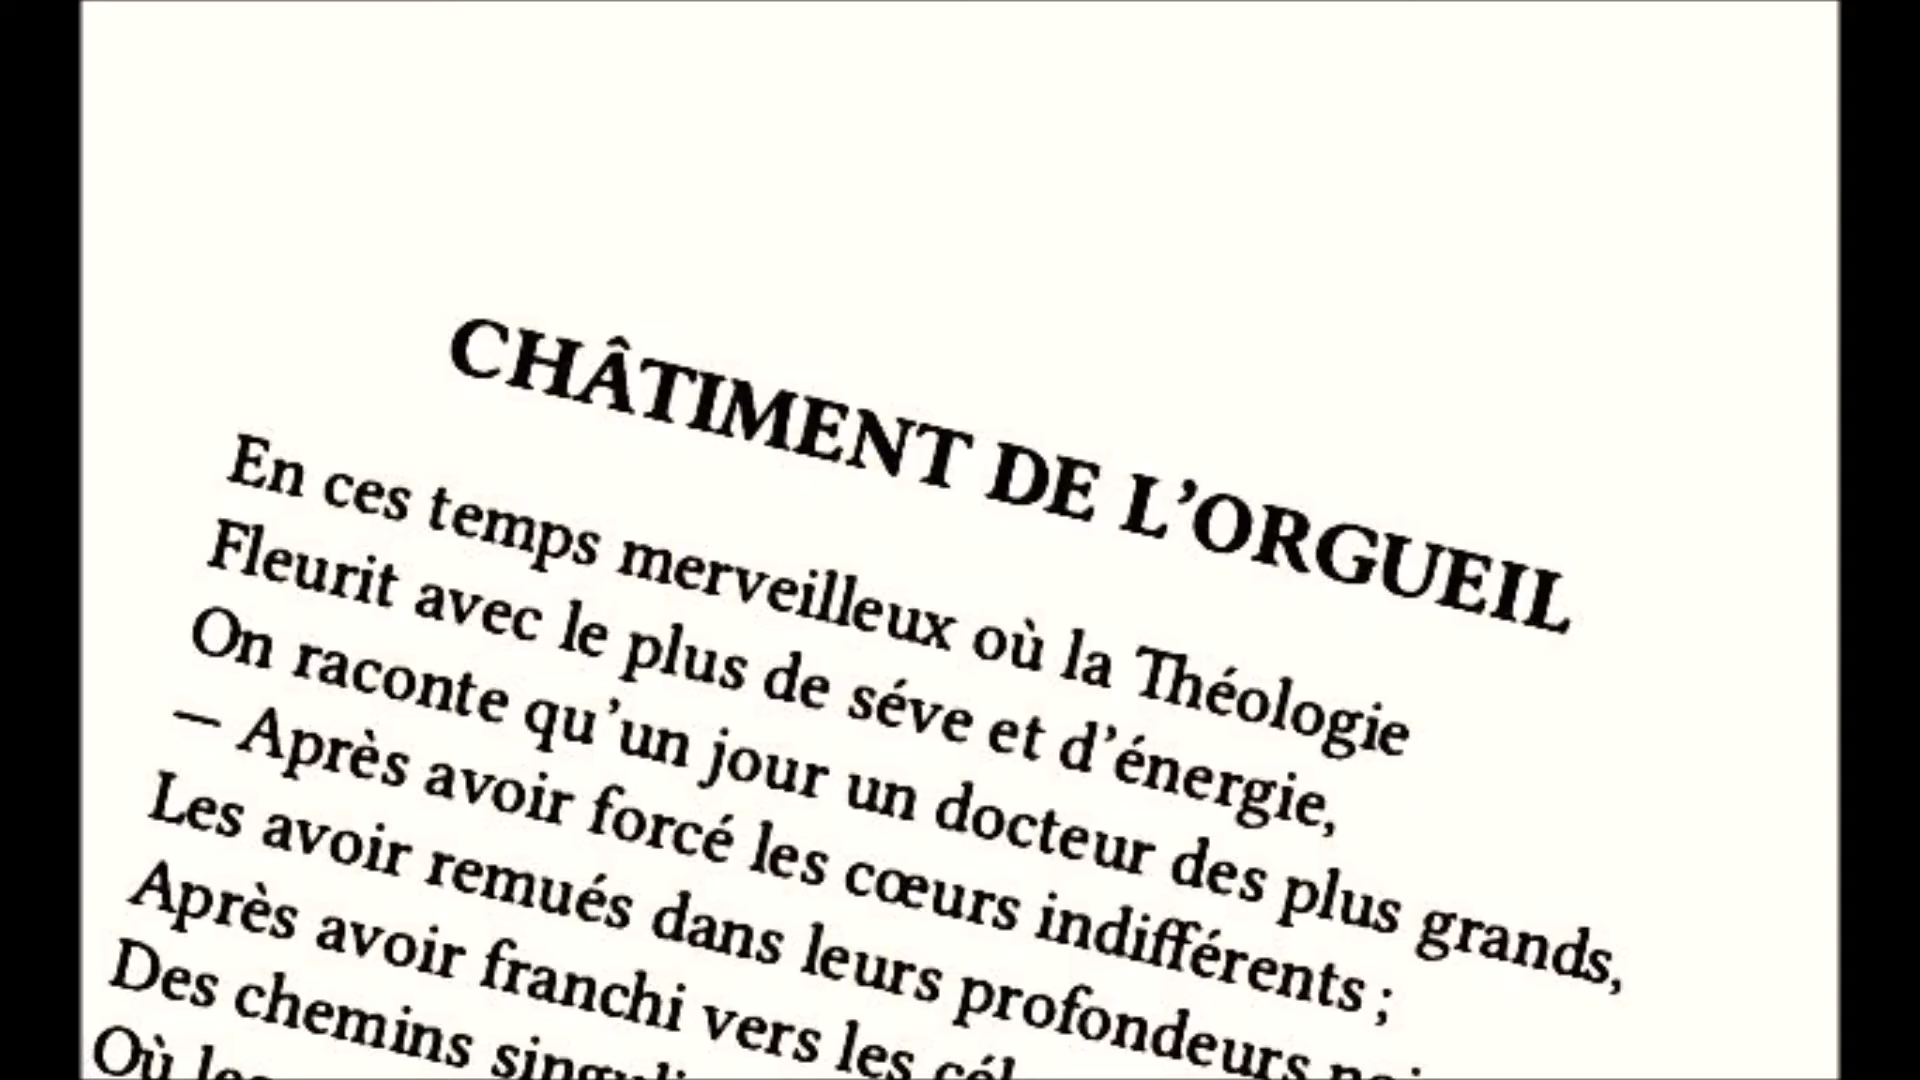 CHÂTIMENT DE L’ORGUEIL
En ces temps merveilleux où la Théologie
Fleurit avec le plus de séve et d’énergie,
On raconte qu’un jour un docteur des plus grands,
— Après avoir forcé les cœurs indifférents ;
Les avoir remués dans leurs profondeurs
Après avoir franchi vers les
Des chemins
Où